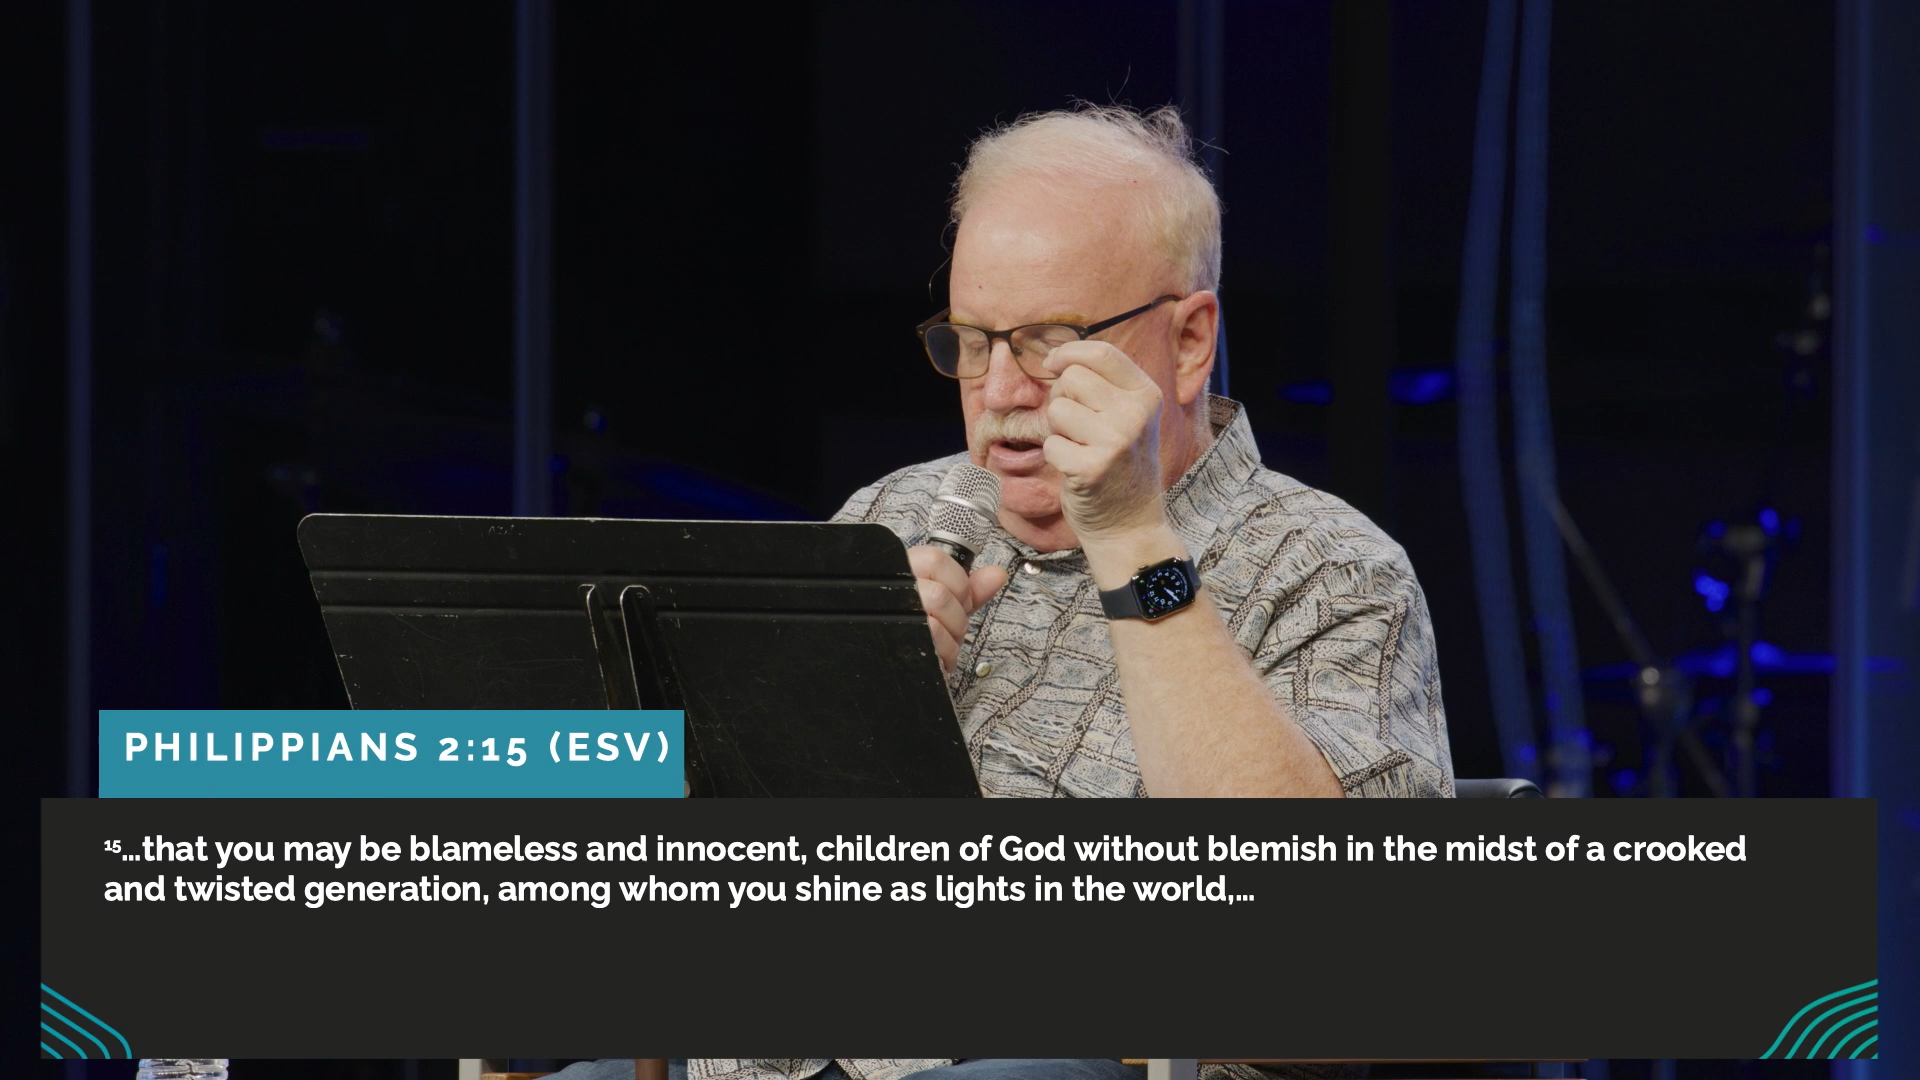 PHILIPPIANS 2:15 (ESV)
¹⁵...that you may be blameless and innocent, children of God without blemish in the midst of a crooked
and twisted generation, among whom you shine as lights in the world,...